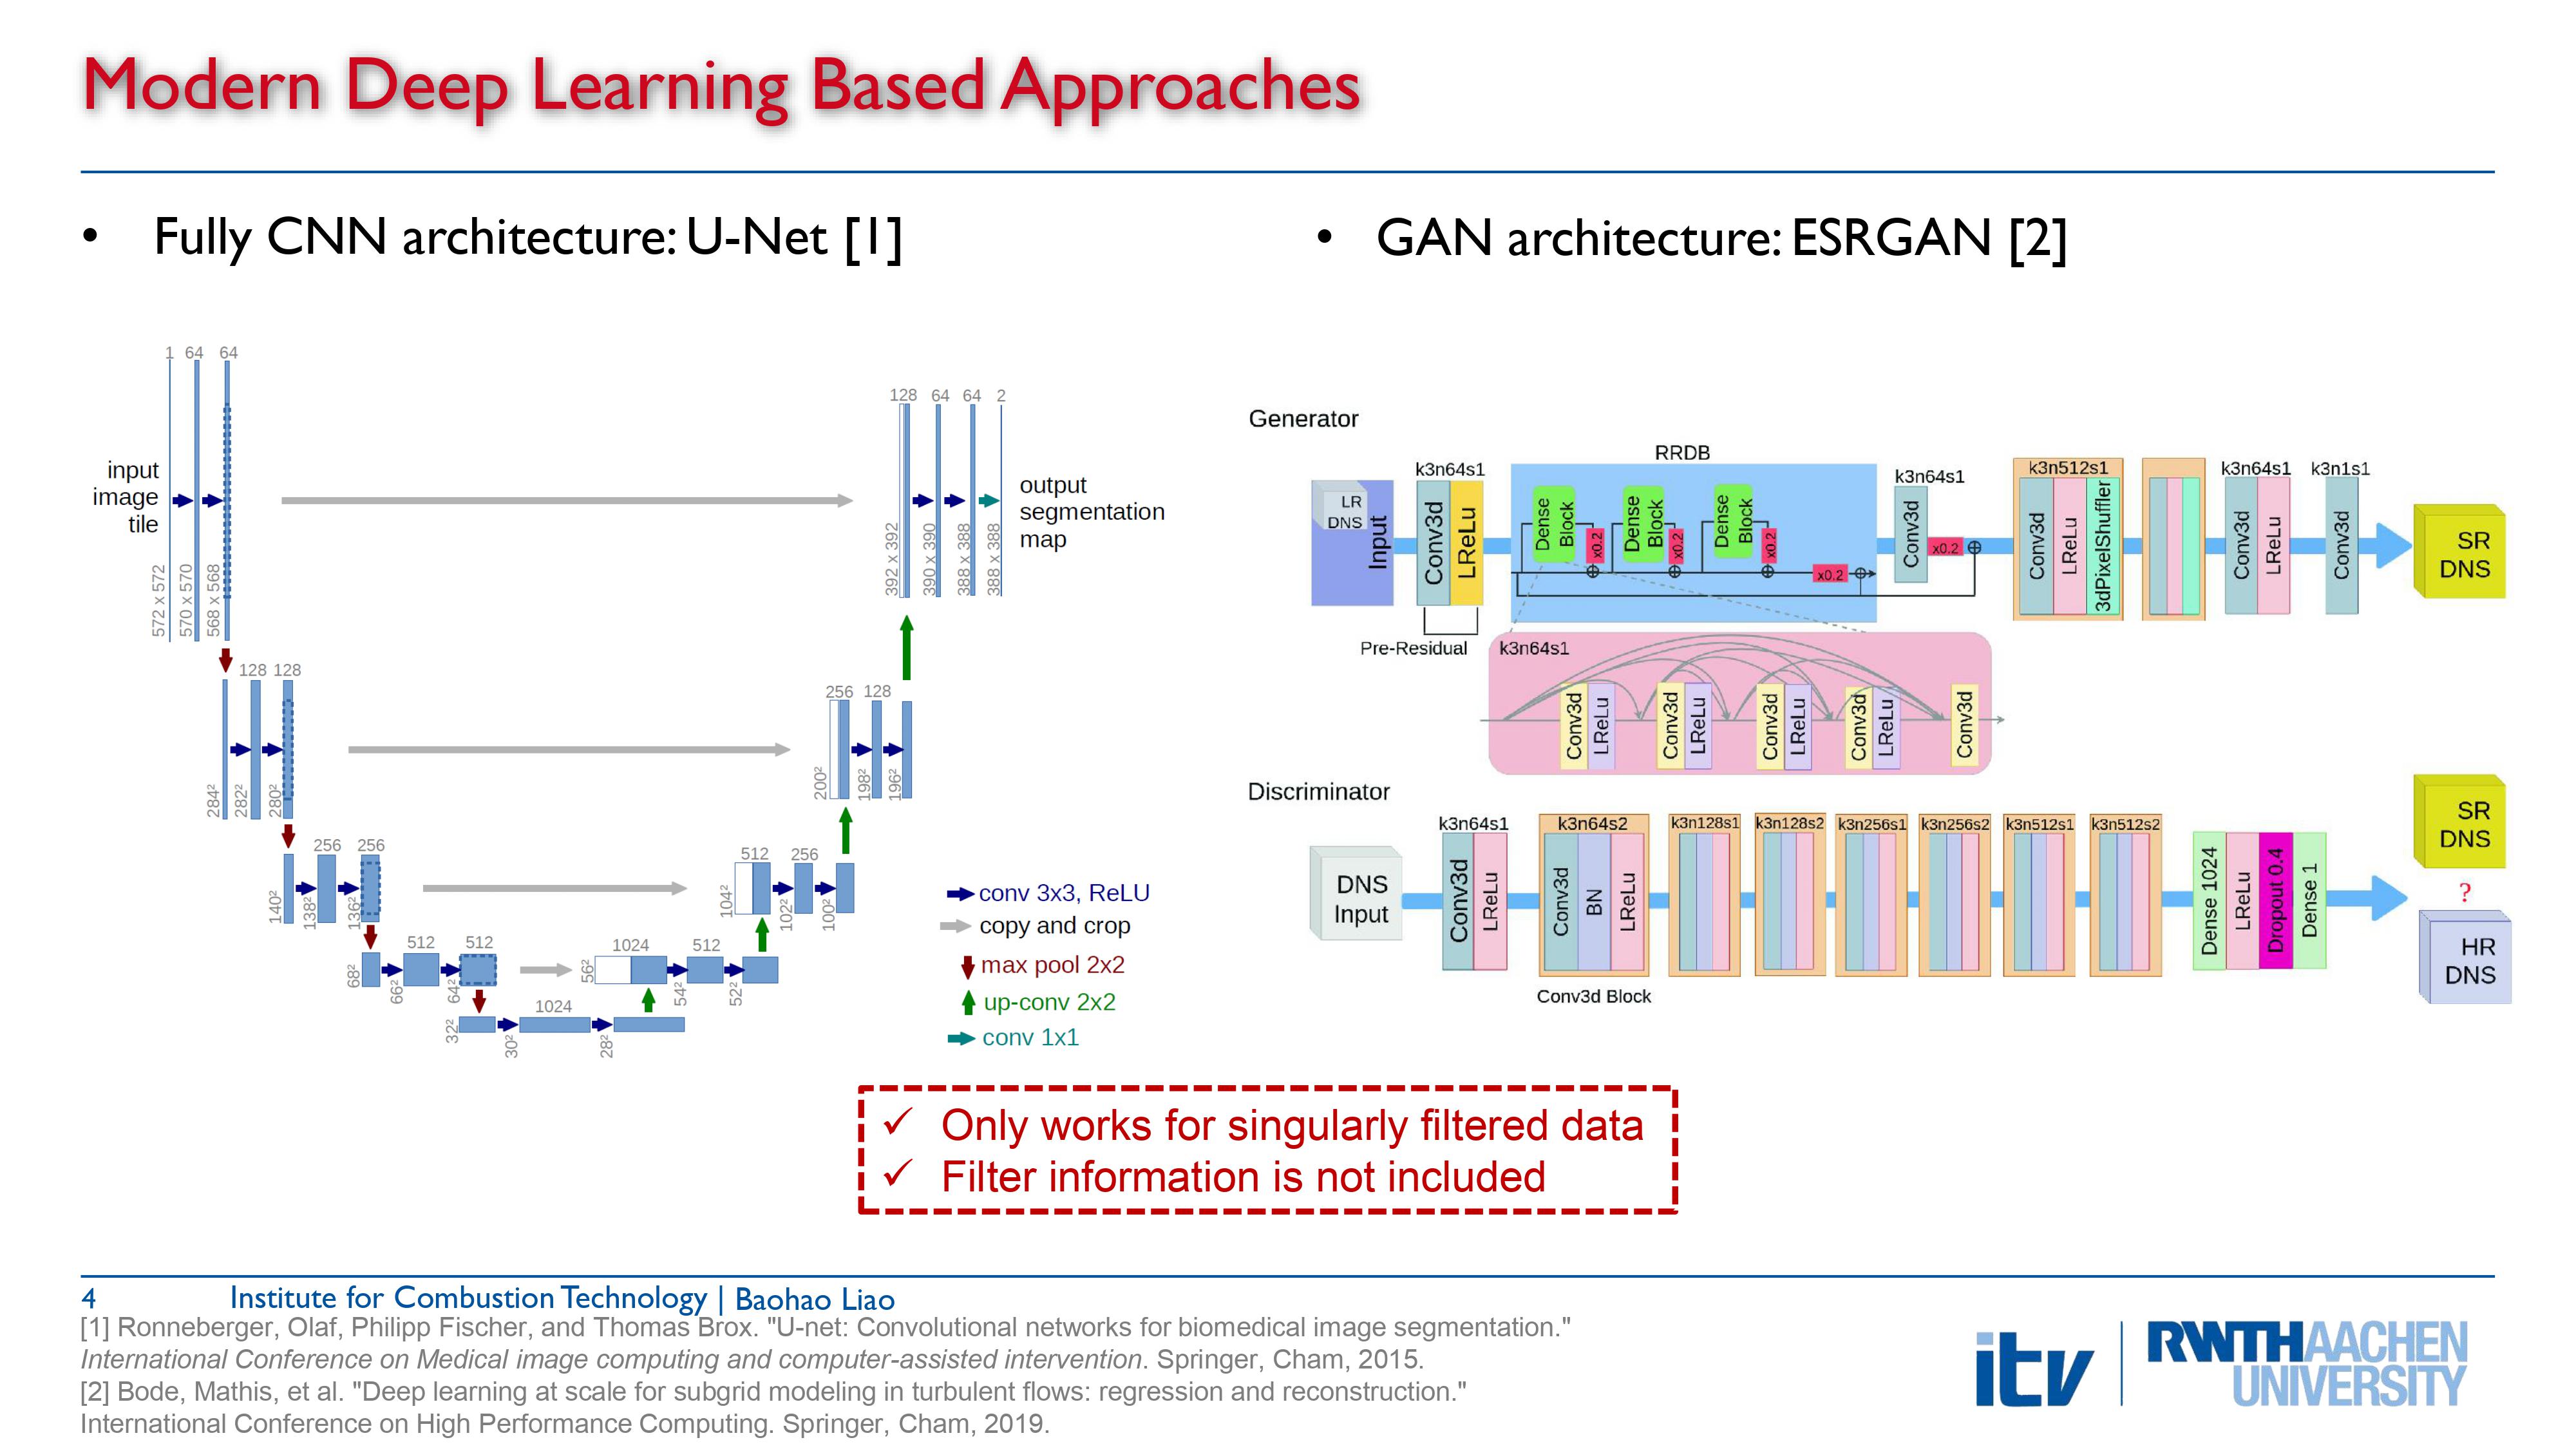 Modern Deep Learning Based Approaches
• Fully CNN architecture: U-Net [1]
1 64 64
input
image
tile
572 x 572
570 x 570
568 x 568
128 64 64 2
392 x 392
390 x 390
388 x 388
388 x 388
output
segmentation
map
128 128
284²
282²
280²
256 128
200²
198²
196²
256 256
140²
138²
136²
512 256
104²
102²
100²
512 512
68²
66²
64²
1024 512
56²
54²
52²
1024
32²
30²
28²
conv 3x3, ReLU
copy and crop
max pool 2x2
up-conv 2x2
conv 1x1
• GAN architecture: ESRGAN [2]
Generator
LR
DNS
Input
k3n64s1
Conv3d
LReLu
Pre-Residual
RRDB
Dense
Block
x0.2
Dense
Block
x0.2
Dense
Block
x0.2
x0.2
k3n64s1
Conv3d
x0.2
k3n512s1
Conv3d
LReLu
3dPixelShuffler
k3n64s1
Conv3d
LReLu
k3n1s1
Conv3d
SR
DNS
k3n64s1
Conv3d
LReLu
Conv3d
LReLu
Conv3d
LReLu
Conv3d
LReLu
Conv3d
Discriminator
DNS
Input
k3n64s1
Conv3d
LReLu
k3n64s2
Conv3d
BN
LReLu
Conv3d Block
k3n128s1
k3n128s2
k3n256s1
k3n256s2
k3n512s1
k3n512s2
Dense 1024
LReLu
Dropout 0.4
Dense 1
SR
DNS
?
HR
DNS
✓ Only works for singularly filtered data
✓ Filter information is not included
4 Institute for Combustion Technology | Baohao Liao
[1] Ronneberger, Olaf, Philipp Fischer, and Thomas Brox. "U-net: Convolutional networks for biomedical image segmentation."
International Conference on Medical image computing and computer-assisted intervention. Springer, Cham, 2015.
[2] Bode, Mathis, et al. "Deep learning at scale for subgrid modeling in turbulent flows: regression and reconstruction."
International Conference on High Performance Computing. Springer, Cham, 2019.
itv
RWTHAACHEN
UNIVERSITY